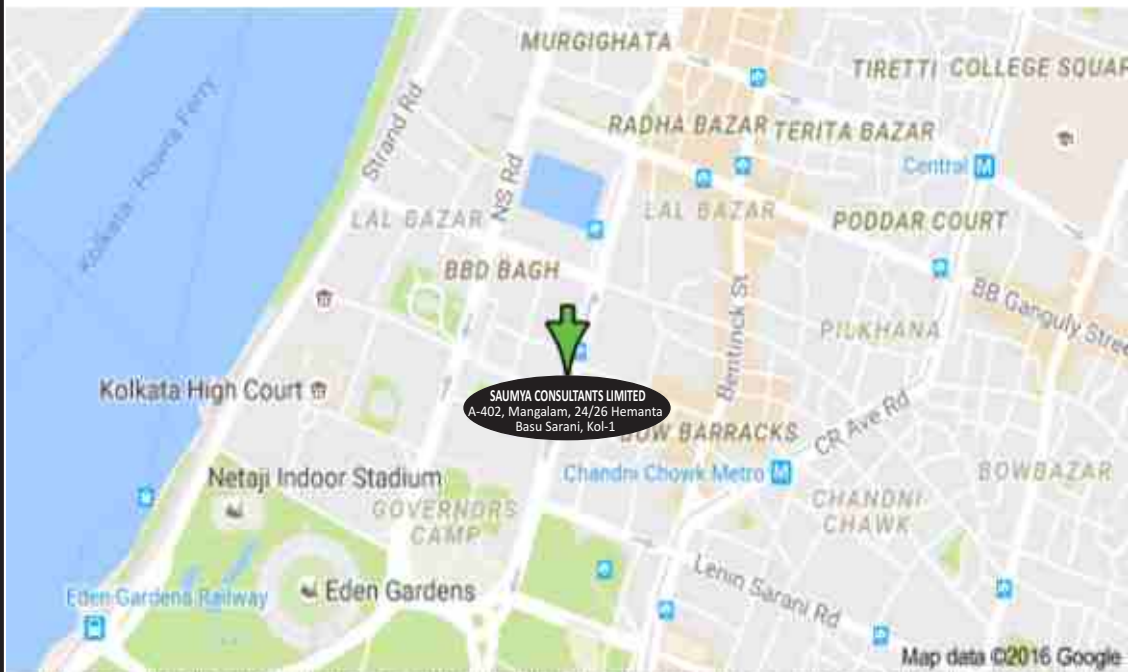 MURGIGHATA
TIRETTI COLLEGE SQUAR
Strand Rd
RADHA BAZAR
TERITA BAZAR
Central M
Kolkata-Howra Ferry
NS Rd
LAL BAZAR
LAL BAZAR
PODDAR COURT
BBD BAGH
BB Ganguly Stree
Bentinck St
PILKHANA
Kolkata High Court
SAUMYA CONSULTANTS LIMITED
A-402, Mangalam, 24/26 Hemanta
Basu Sarani, Kol-1
BOW BARRACKS
CR Ave Rd
Netaji Indoor Stadium
Chandni Chowk Metro M
BOWBAZAR
GOVERNORS
CAMP
CHANDNI
CHAWK
Eden Gardens Railway
Eden Gardens
Lenin Sarani Rd
Map data ©2016 Google